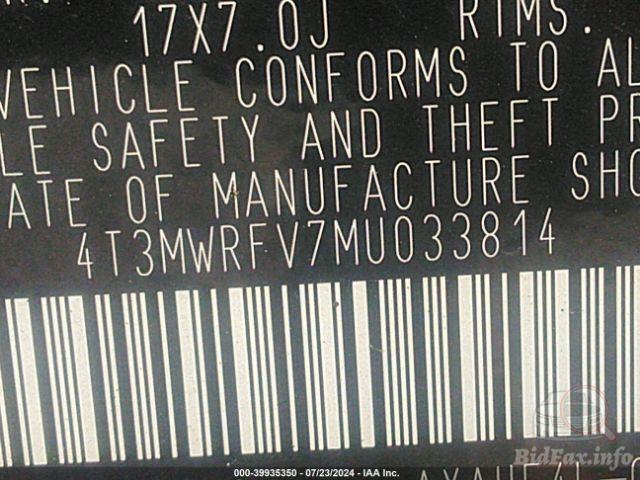 17X7.0J RIMS.
VEHICLE CONFORMS TO AL
LE SAFETY AND THEFT PR
ATE OF MANUFACTURE SHO
4T3MWRFV7MU033814
000-39935350 - 07/23/2024 - IAA Inc.
BidFax.info